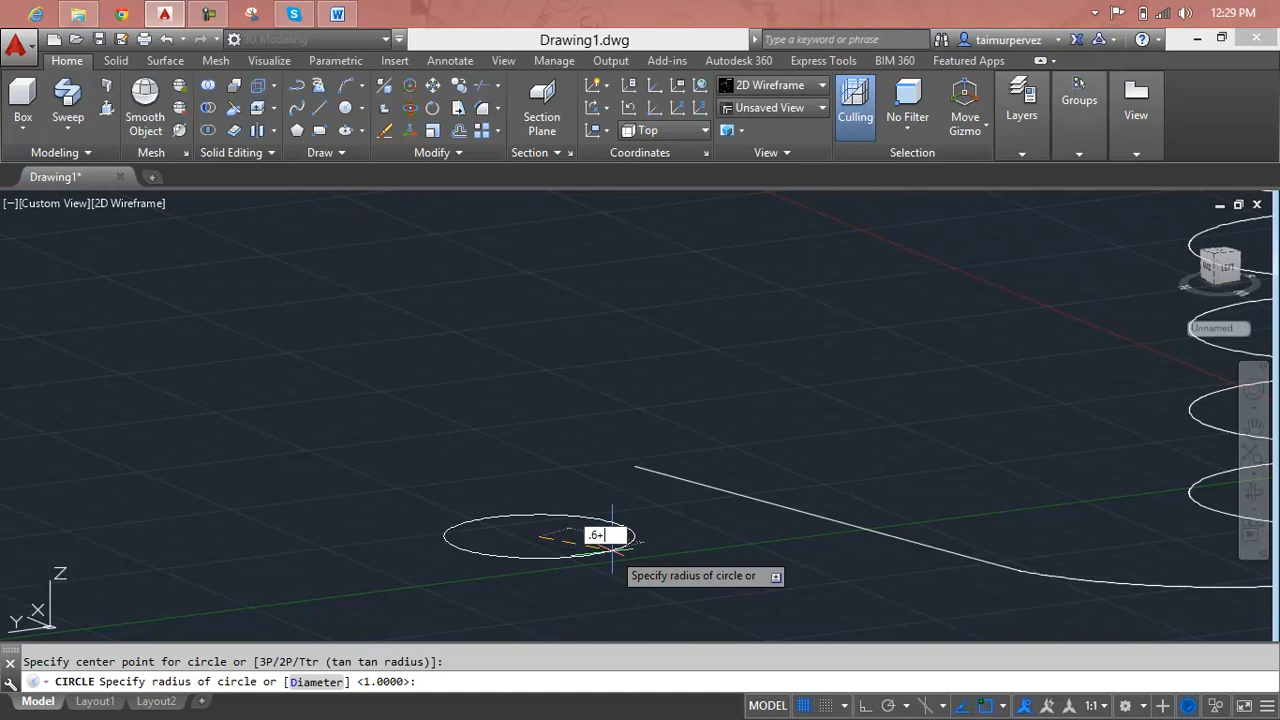 12:29 PM
3D Modeling
Drawing1.dwg
Type a keyword or phrase
taimurpervez
Home Solid Surface Mesh Visualize Parametric Insert Annotate View Manage Output Add-ins Autodesk 360 Express Tools BIM 360 Featured Apps
2D Wireframe
Unsaved View
Top
Box Sweep Smooth Object Section Plane Culling No Filter Move Gizmo Layers Groups View
Modeling Mesh Solid Editing Draw Modify Section Coordinates View Selection
Drawing1*
[−][Custom View][2D Wireframe]
LEFT
Unnamed
.6+
Specify radius of circle or
Z
X
Y
Specify center point for circle or [3P/2P/Ttr (tan tan radius)]:
CIRCLE Specify radius of circle or [Diameter] <1.0000>:
Model Layout1 Layout2 +
MODEL
1:1